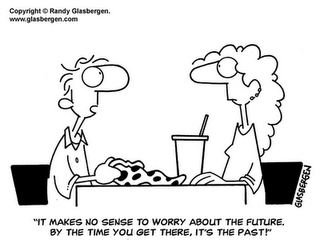 Copyright © Randy Glasbergen.
www.glasbergen.com
GLASBERGEN
"IT MAKES NO SENSE TO WORRY ABOUT THE FUTURE.
BY THE TIME YOU GET THERE, IT'S THE PAST!"